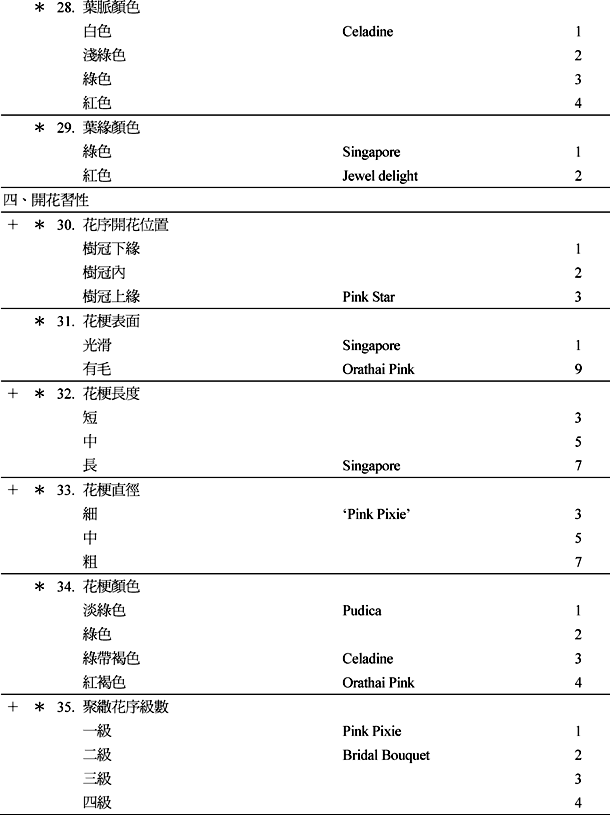 ＊ 28. 葉脈顏色
白色 Celadine 1
淺綠色 2
綠色 3
紅色 4
＊ 29. 葉緣顏色
綠色 Singapore 1
紅色 Jewel delight 2
四、開花習性
＋ ＊ 30. 花序開花位置
樹冠下緣 1
樹冠內 2
樹冠上緣 Pink Star 3
＊ 31. 花梗表面
光滑 Singapore 1
有毛 Orathai Pink 9
＋ ＊ 32. 花梗長度
短 3
中 5
長 Singapore 7
＋ ＊ 33. 花梗直徑
細 ‘Pink Pixie’ 3
中 5
粗 7
＊ 34. 花梗顏色
淡綠色 Pudica 1
綠色 2
綠帶褐色 Celadine 3
紅褐色 Orathai Pink 4
＋ ＊ 35. 聚繖花序級數
一級 Pink Pixie 1
二級 Bridal Bouquet 2
三級 3
四級 4